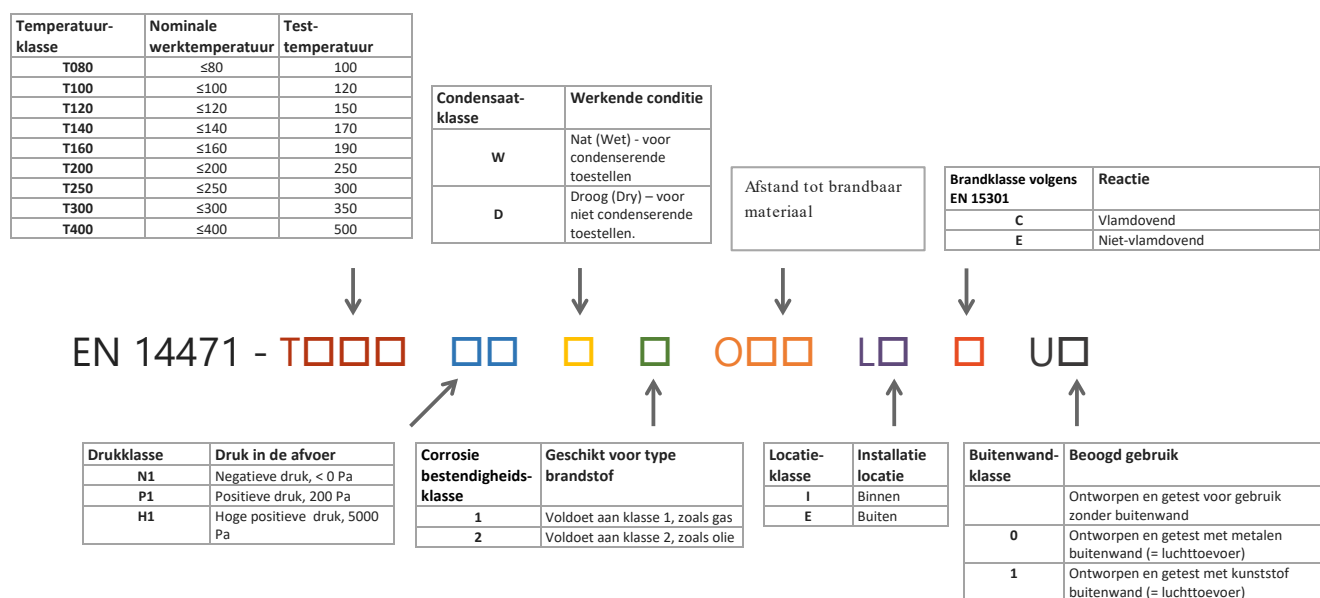 Temperatuur-
klasse
Nominale
werktemperatuur
Test-
temperatuur
T080 ≤80 100
T100 ≤100 120
T120 ≤120 150
T140 ≤140 170
T160 ≤160 190
T200 ≤200 250
T250 ≤250 300
T300 ≤300 350
T400 ≤400 500
Condensaat-
klasse
Werkende conditie
W
Nat (Wet) - voor
condenserende
toestellen
D
Droog (Dry) – voor
niet condenserende
toestellen.
Afstand tot brandbaar
materiaal
Brandklasse volgens
EN 15301
Reactie
C Vlamdovend
E Niet-vlamdovend
EN 14471 - T□□□ □□ □ □ O□□ L□ □ U□
Drukklasse Druk in de afvoer
N1 Negatieve druk, < 0 Pa
P1 Positieve druk, 200 Pa
H1 Hoge positieve druk, 5000
Pa
Corrosie
bestendigheids-
klasse
Geschikt voor type
brandstof
1 Voldoet aan klasse 1, zoals gas
2 Voldoet aan klasse 2, zoals olie
Locatie-
klasse
Installatie
locatie
I Binnen
E Buiten
Buitenwand-
klasse
Beoogd gebruik
Ontworpen en getest voor gebruik
zonder buitenwand
0 Ontworpen en getest met metalen
buitenwand (= luchttoevoer)
1 Ontworpen en getest met kunststof
buitenwand (= luchttoevoer)